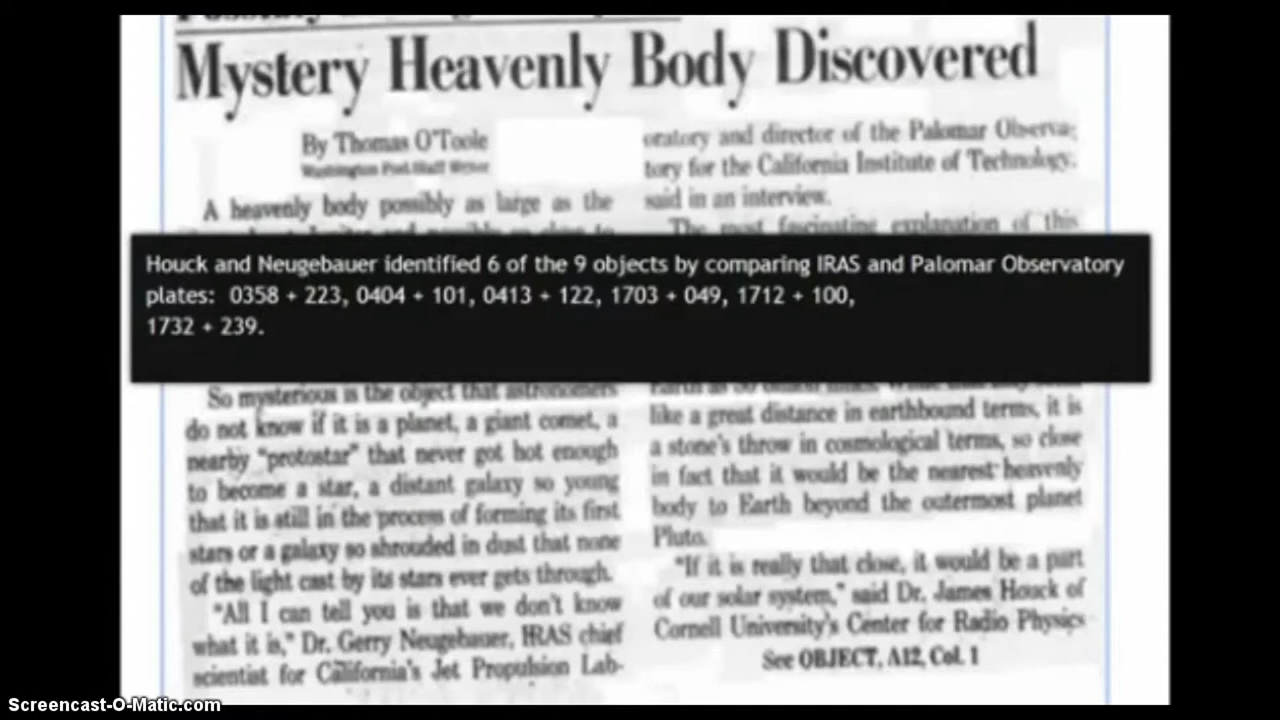 Mystery Heavenly Body Discovered
By Thomas O'Toole
Washington Post Staff Writer
A heavenly body possibly as large as the
oratory and director of the Palomar Observa-
tory for the California Institute of Technology,
said in an interview.
The most fascinating explanation of this
Houck and Neugebauer identified 6 of the 9 objects by comparing IRAS and Palomar Observatory
plates: 0358 + 223, 0404 + 101, 0413 + 122, 1703 + 049, 1712 + 100,
1732 + 239.
So mysterious is the object that astronomers
do not know if it is a planet, a giant comet, a
nearby "protostar" that never got hot enough
to become a star, a distant galaxy so young
that it is still in the process of forming its first
stars or a galaxy so shrouded in dust that none
of the light cast by its stars ever gets through.
"All I can tell you is that we don't know
what it is," Dr. Gerry Neugebauer, IRAS chief
scientist for California's Jet Propulsion Lab-
like a great distance in earthbound terms, it is
a stone's throw in cosmological terms, so close
in fact that it would be the nearest heavenly
body to Earth beyond the outermost planet
Pluto.
"If it is really that close, it would be a part
of our solar system," said Dr. James Houck of
Cornell University's Center for Radio Physics
See OBJECT, A12, Col. 1
Screencast-O-Matic.com